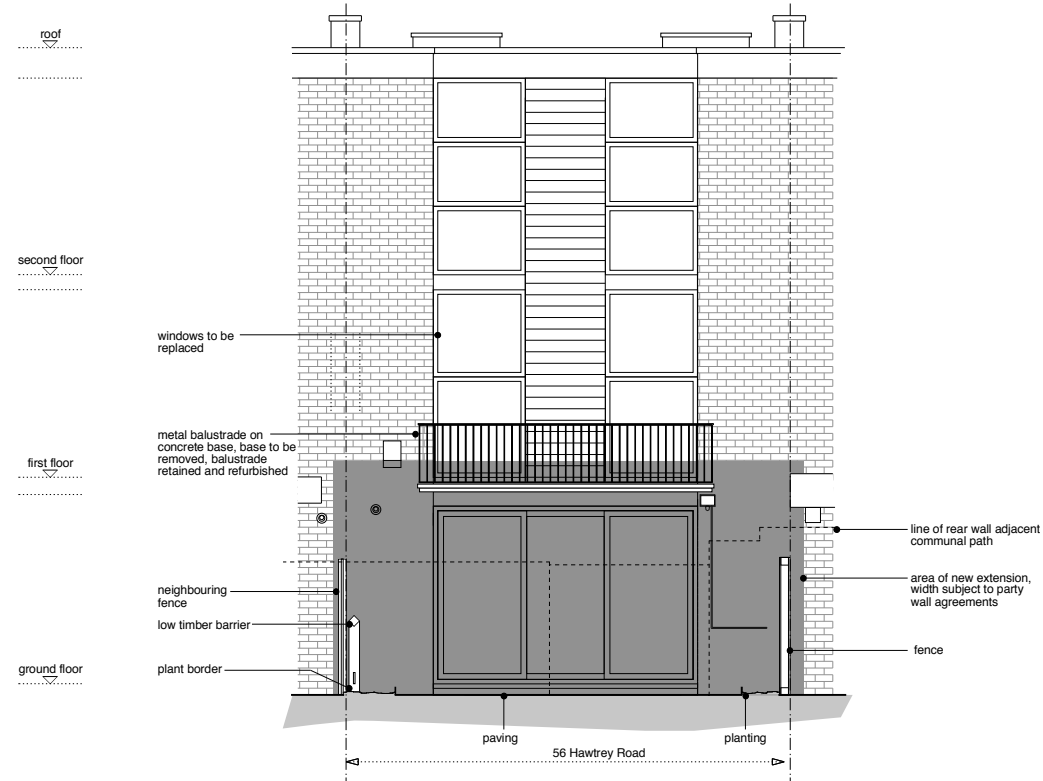 roof
second floor
windows to be
replaced
metal balustrade on
concrete base, base to be
removed, balustrade
retained and refurbished
first floor
line of rear wall adjacent
communal path
area of new extension,
width subject to party
wall agreements
neighbouring
fence
low timber barrier
fence
ground floor
plant border
paving
planting
56 Hawtrey Road